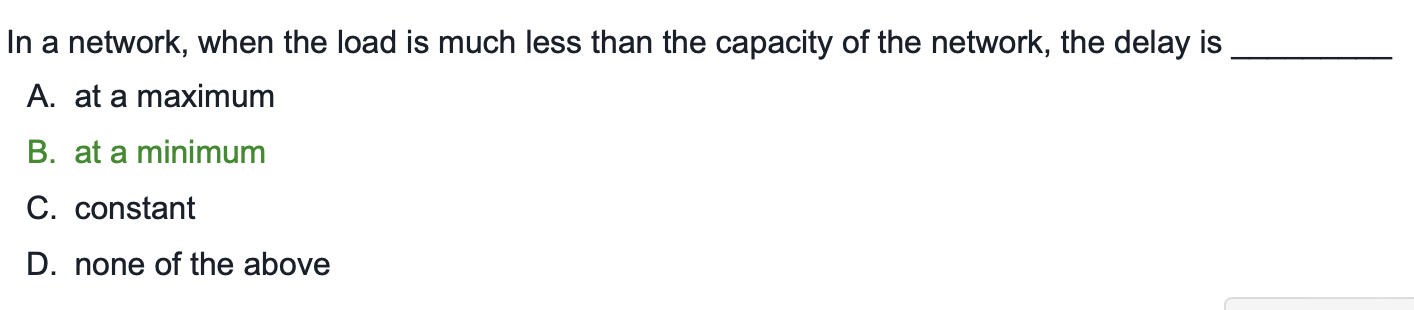 In a network, when the load is much less than the capacity of the network, the delay is _________
A. at a maximum
B. at a minimum
C. constant
D. none of the above